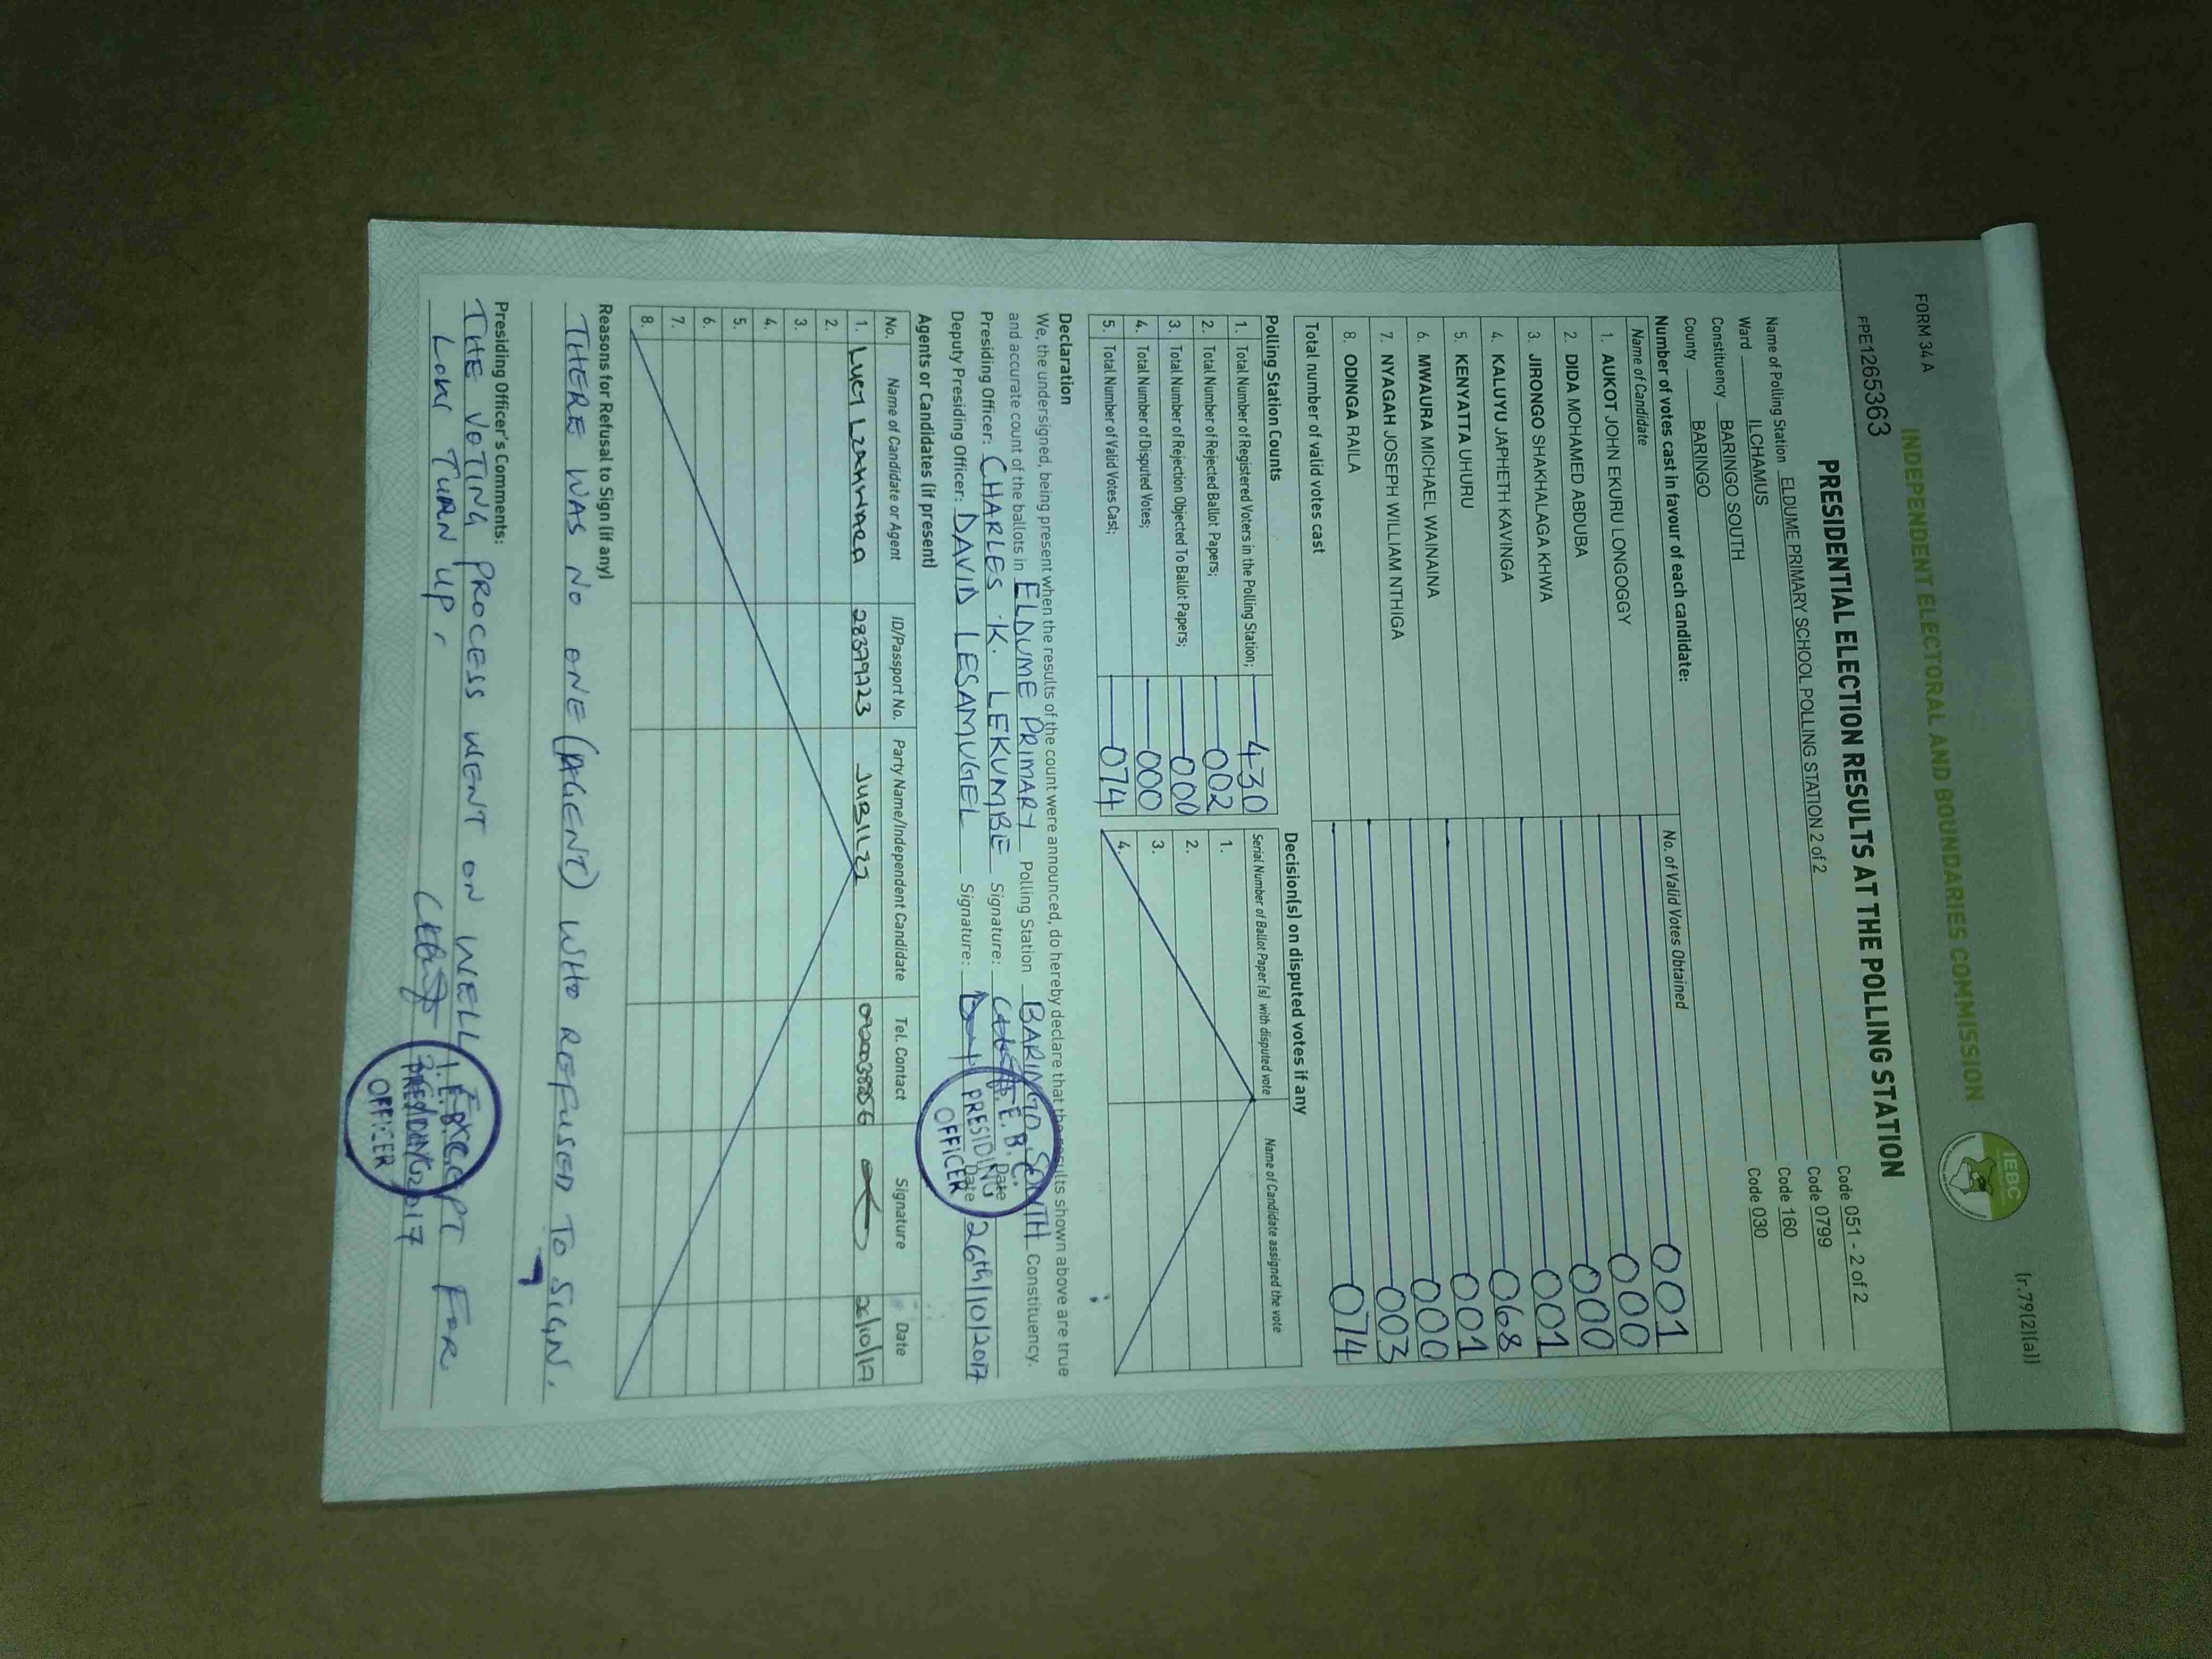 FORM 34 A
(r.79(2)(a))
INDEPENDENT ELECTORAL AND BOUNDARIES COMMISSION
IEBC
FPE1265363
PRESIDENTIAL ELECTION RESULTS AT THE POLLING STATION
Name of Polling Station ELDUME PRIMARY SCHOOL POLLING STATION 2 of 2 Code 051 - 2 of 2
Ward ILCHAMUS Code 0799
Constituency BARINGO SOUTH Code 160
County BARINGO Code 030
Number of votes cast in favour of each candidate:
Name of Candidate No. of Valid Votes Obtained
1. AUKOT JOHN EKURU LONGOGGY 001
2. DIDA MOHAMED ABDUBA 000
3. JIRONGO SHAKHALAGA KHWA 000
4. KALUYU JAPHETH KAVINGA 001
5. KENYATTA UHURU 068
6. MWAURA MICHAEL WAINAINA 001
7. NYAGAH JOSEPH WILLIAM NTHIGA 000
8. ODINGA RAILA 003
Total number of valid votes cast 074
Polling Station Counts
1. Total Number of Registered Voters in the Polling Station; 430
2. Total Number of Rejected Ballot Papers; 002
3. Total Number of Rejection Objected To Ballot Papers; 000
4. Total Number of Disputed Votes; 000
5. Total Number of Valid Votes Cast; 074
Decision(s) on disputed votes if any
Serial Number of Ballot Paper (s) with disputed vote Name of Candidate assigned the vote
1.
2.
3.
4.
Declaration
We, the undersigned, being present when the results of the count were announced, do hereby declare that the results shown above are true
and accurate count of the ballots in ELDUME PRIMARY Polling Station BARINGO SOUTH Constituency.
Presiding Officer: CHARLES K. LEKUMBE Signature: Date
Deputy Presiding Officer: DAVID LESAMUGEL Signature: Date 26th/10/2017
I.E.B.C.
PRESIDING
OFFICER
Agents or Candidates (if present)
No. Name of Candidate or Agent ID/Passport No. Party Name/Independent Candidate Tel. Contact Signature Date
1. Lucy 28379923 JUBILEE
2.
3.
4.
5.
6.
7.
8.
Reasons for Refusal to Sign (if any)
THERE WAS NO ONE (AGENT) WHO REFUSED TO SIGN.
Presiding Officer's Comments:
THE VOTING PROCESS WENT ON WELL EXCEPT FOR
LOW TURN UP.
I.E.B.C.
PRESIDING
OFFICER